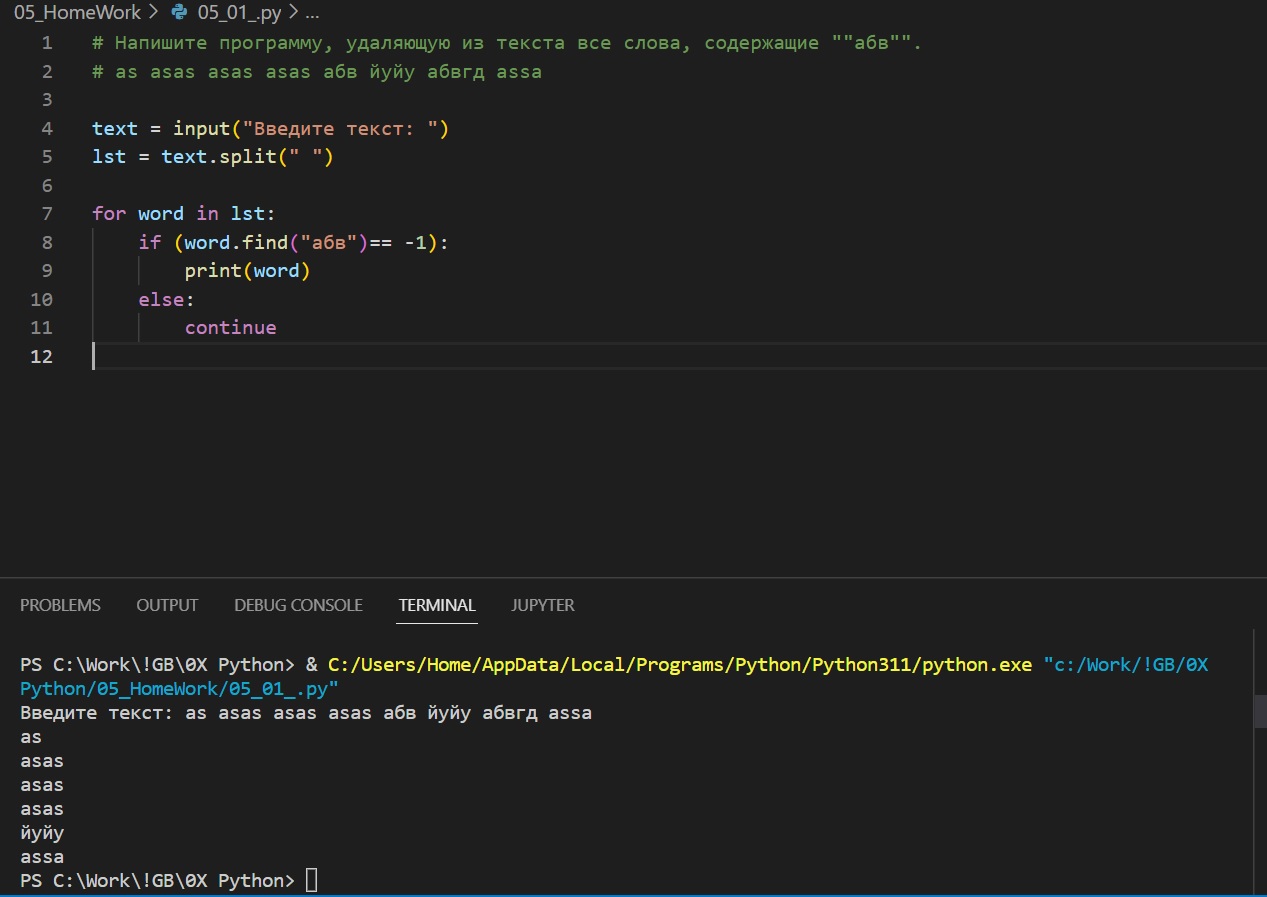 05_HomeWork > 05_01_.py > ...
1 # Напишите программу, удаляющую из текста все слова, содержащие ""абв"".
2 # as asas asas asas абв йуйу абвгд assa
3
4 text = input("Введите текст: ")
5 lst = text.split(" ")
6
7 for word in lst:
8     if (word.find("абв")== -1):
9         print(word)
10     else:
11         continue
12
PROBLEMS OUTPUT DEBUG CONSOLE TERMINAL JUPYTER
PS C:\Work\!GB\0X Python> & C:/Users/Home/AppData/Local/Programs/Python/Python311/python.exe "c:/Work/!GB/0X
Python/05_HomeWork/05_01_.py"
Введите текст: as asas asas asas абв йуйу абвгд assa
as
asas
asas
asas
йуйу
assa
PS C:\Work\!GB\0X Python>